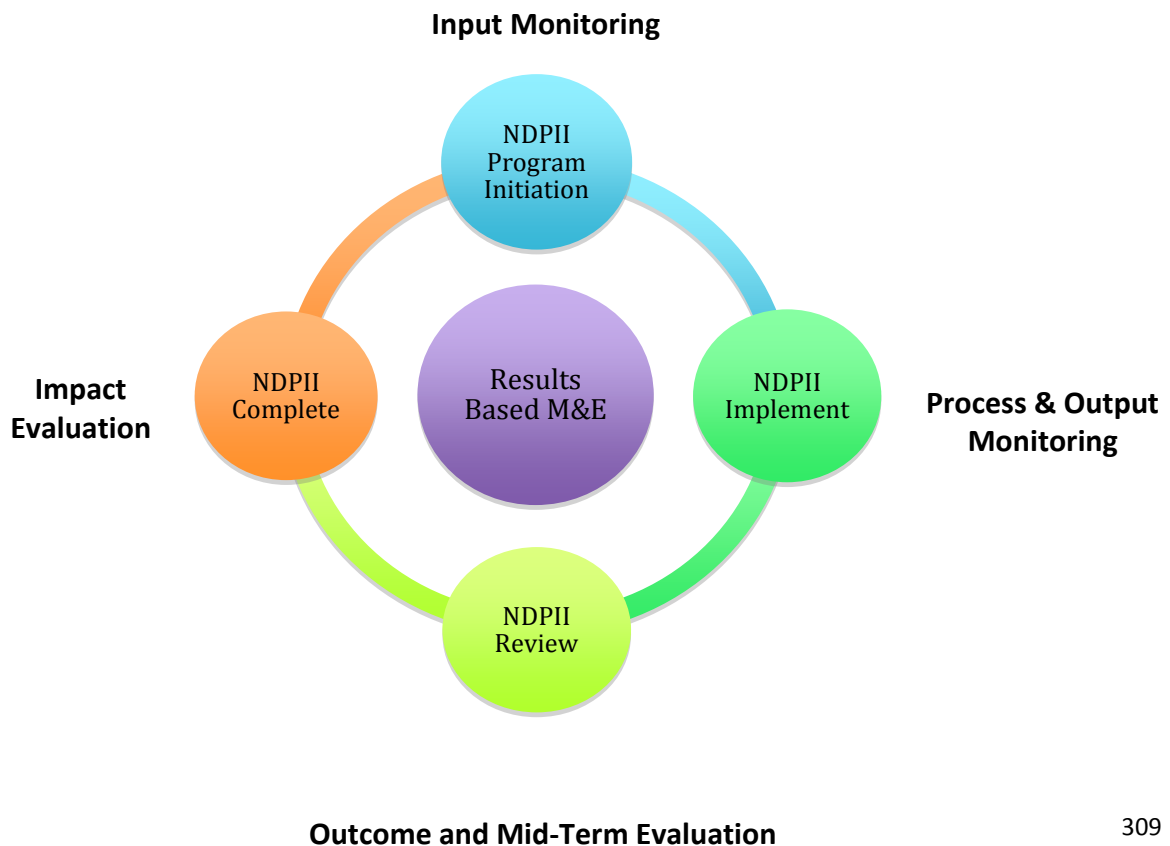 Input Monitoring
NDPII
Program
Initiation
Impact
Evaluation
NDPII
Complete
Results
Based M&E
NDPII
Implement
Process & Output
Monitoring
NDPII
Review
Outcome and Mid-Term Evaluation
309